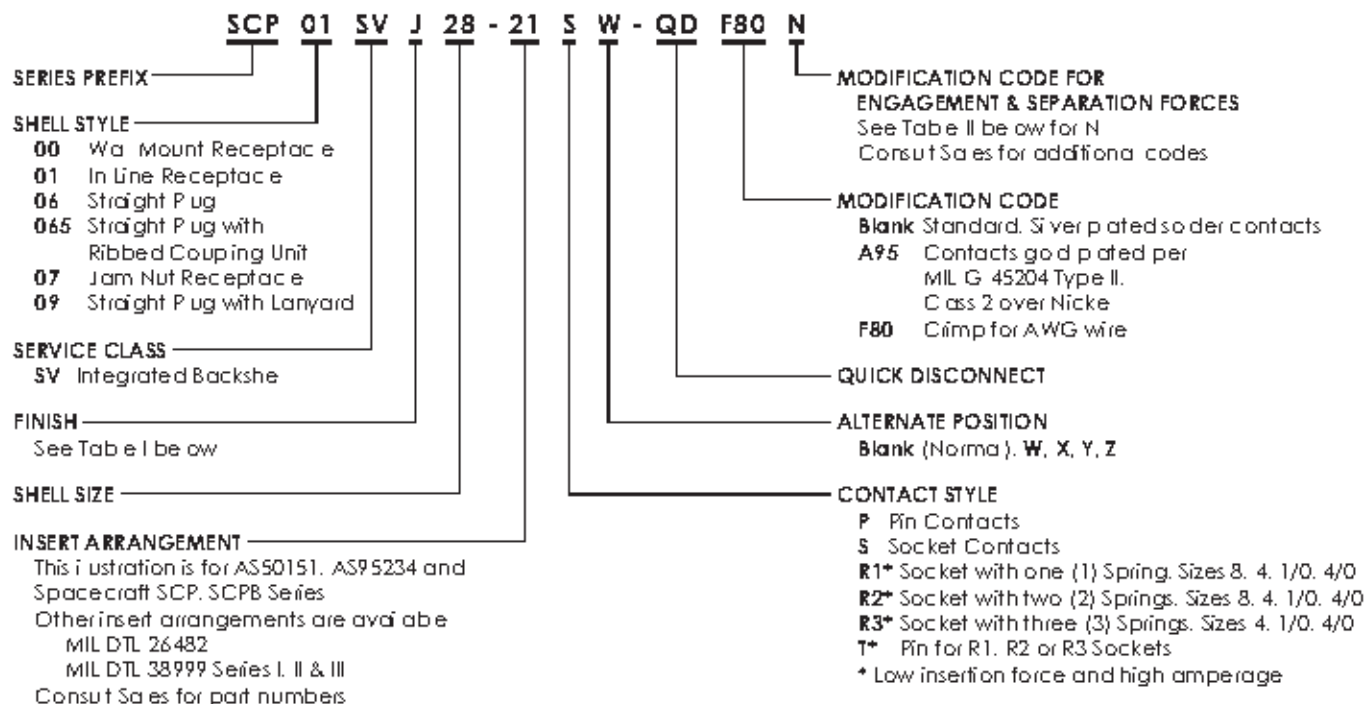 SCP 01 SV J 28 - 21 S W - QD F80 N
SERIES PREFIX
SHELL STYLE
00 Wa Mount Receptac e
01 In Line Receptac e
06 Straight P ug
065 Straight P ug with
Ribbed Coup ing Unit
07 Jam Nut Receptac e
09 Straight P ug with Lanyard
SERVICE CLASS
SV Integrated Backshe
FINISH
See Tab e I be ow
SHELL SIZE
INSERT ARRANGEMENT
This i ustration is for AS50151. AS95234 and
Spacecraft SCP. SCPB Series
Other insert arrangements are avai ab e
MIL DTL 26482
MIL DTL 38999 Series I. II & III
Consu t Sa es for part numbers
MODIFICATION CODE FOR
ENGAGEMENT & SEPARATION FORCES
See Tab e II be ow for N
Consu t Sa es for additiona codes
MODIFICATION CODE
Blank Standard. Si ver p ated so der contacts
A95 Contacts go d p ated per
MIL G 45204 Type II.
C ass 2 over Nicke
F80 Crimp for AWG wire
QUICK DISCONNECT
ALTERNATE POSITION
Blank (Norma ). W, X, Y, Z
CONTACT STYLE
P Pin Contacts
S Socket Contacts
R1* Socket with one (1) Spring. Sizes 8. 4. 1/0. 4/0
R2* Socket with two (2) Springs. Sizes 8. 4. 1/0. 4/0
R3* Socket with three (3) Springs. Sizes 4. 1/0. 4/0
T* Pin for R1. R2 or R3 Sockets
* Low insertion force and high amperage